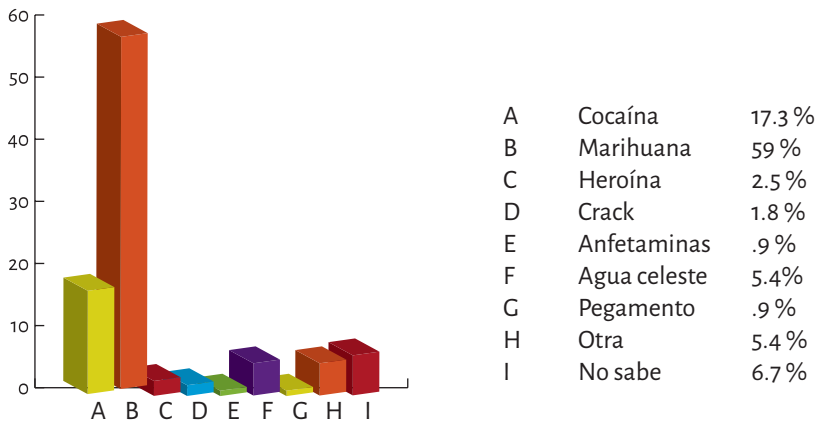 60
50
40
30
20
10
0
A B C D E F G H I
A Cocaína 17.3 %
B Marihuana 59 %
C Heroína 2.5 %
D Crack 1.8 %
E Anfetaminas .9 %
F Agua celeste 5.4%
G Pegamento .9 %
H Otra 5.4 %
I No sabe 6.7 %